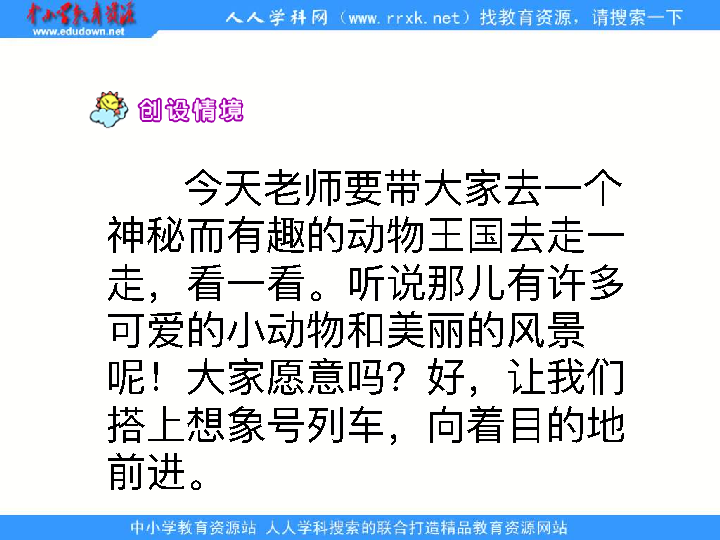 中小学教育资源
www.edudown.net
人人学科网（www.rrxk.net）找教育资源，请搜索一下
创设情境
今天老师要带大家去一个
神秘而有趣的动物王国去走一
走，看一看。听说那儿有许多
可爱的小动物和美丽的风景
呢！大家愿意吗？好，让我们
搭上想象号列车，向着目的地
前进。
中小学教育资源站 人人学科搜索的联合打造精品教育资源网站